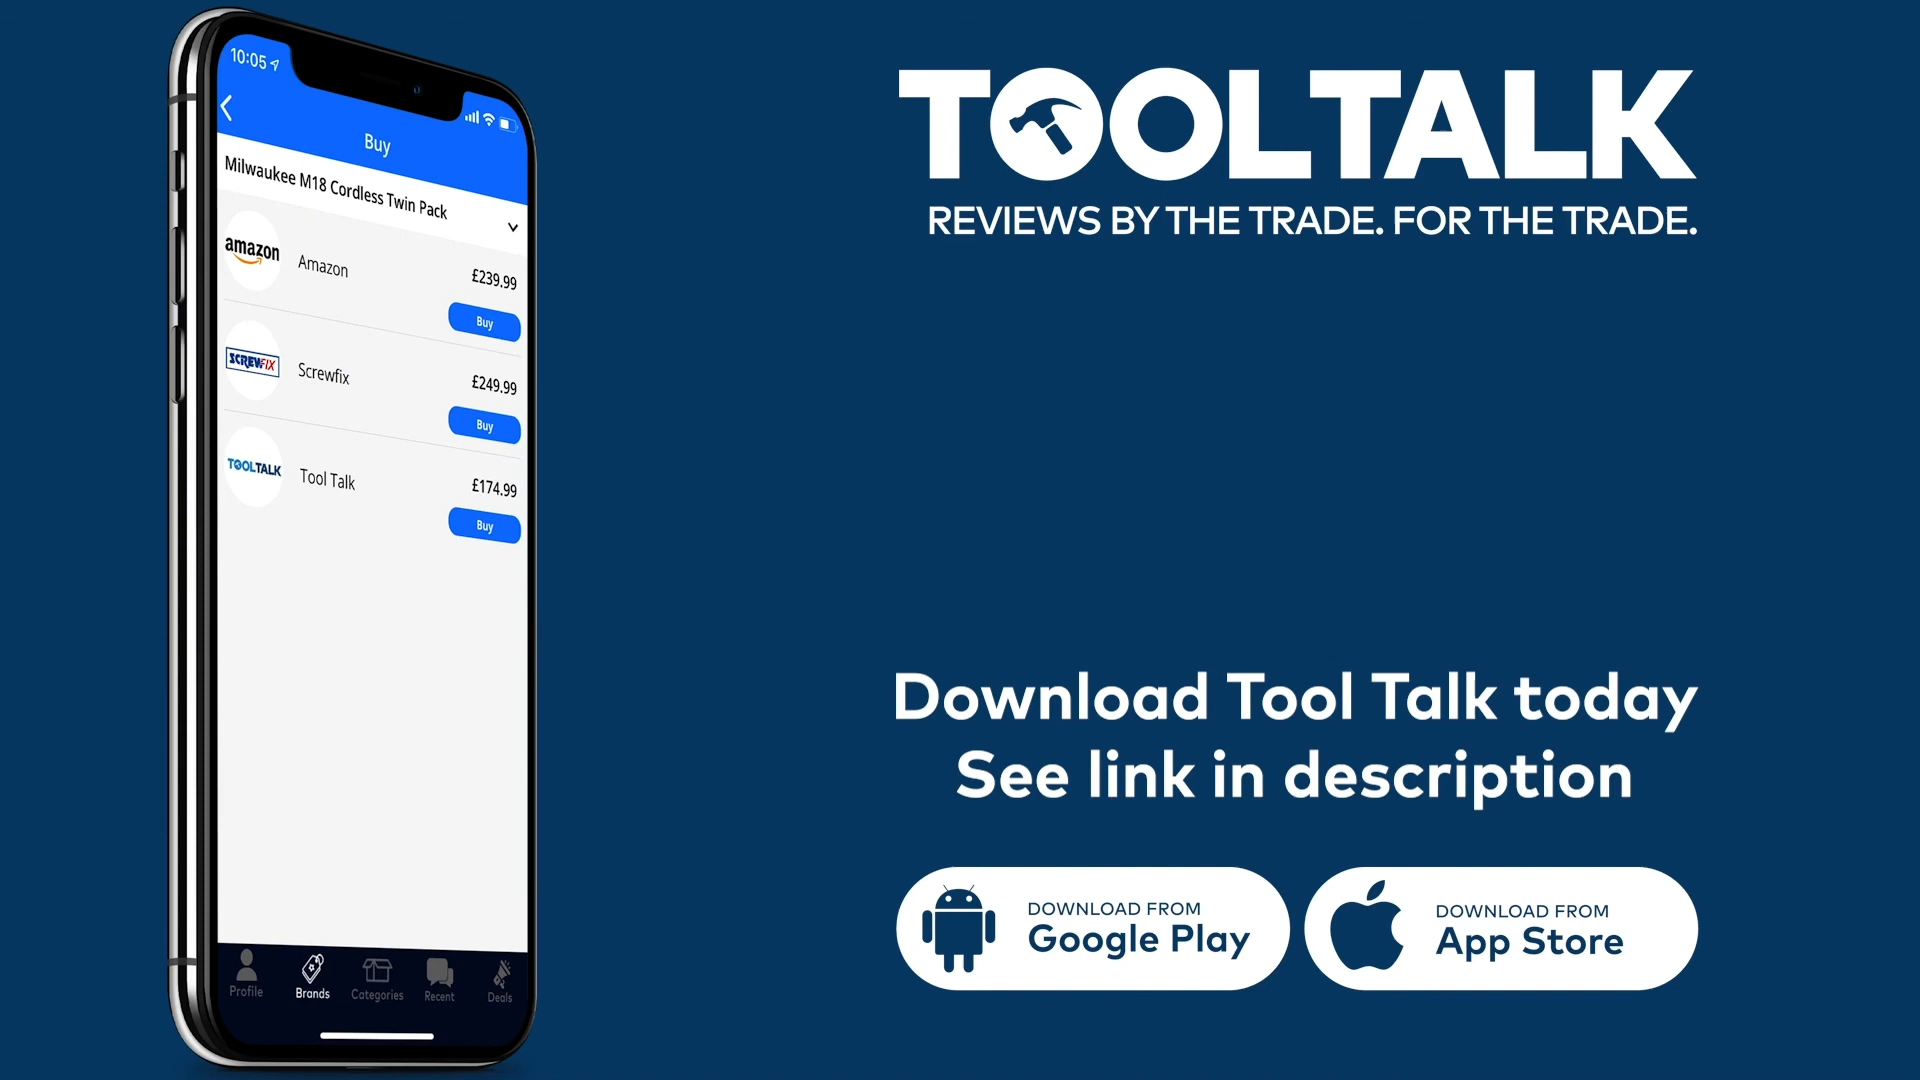 10:05
Buy
Milwaukee M18 Cordless Twin Pack
amazon
Amazon
£239.99
Buy
SCREWFIX
Screwfix
£249.99
Buy
TOOLTALK
Tool Talk
£174.99
Buy
Profile
Brands
Categories
Recent
Deals
TOOLTALK
REVIEWS BY THE TRADE. FOR THE TRADE.
Download Tool Talk today
See link in description
DOWNLOAD FROM
Google Play
DOWNLOAD FROM
App Store